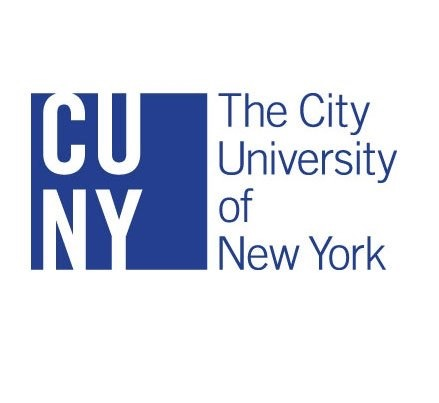 CU
NY
The City
University
of
New York